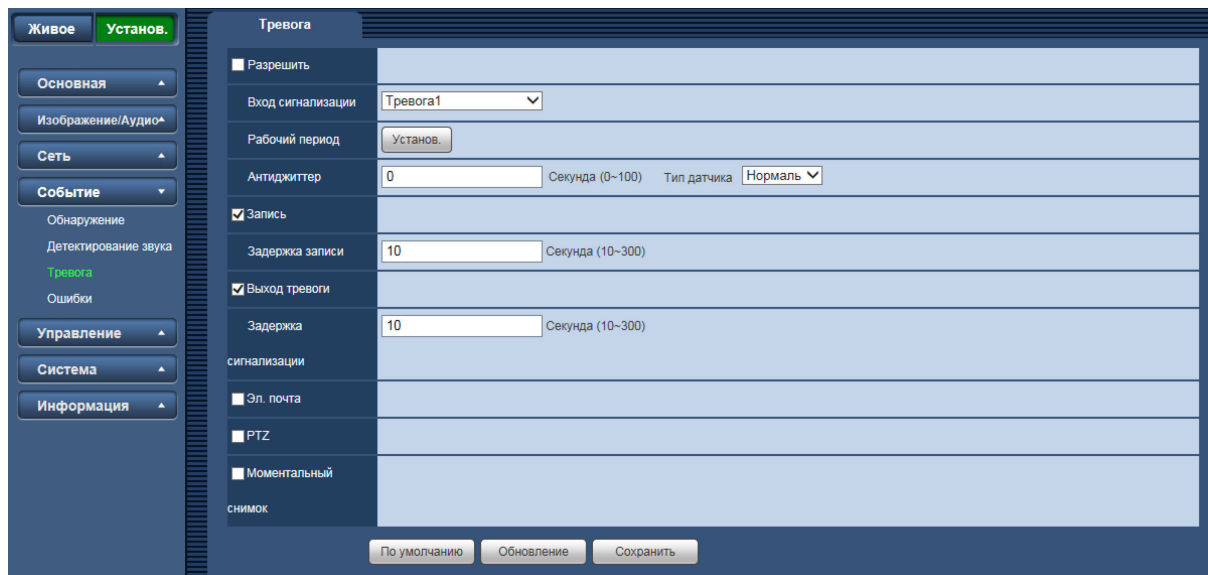 Живое Установ.
Основная
Изображение/Аудио
Сеть
Событие
Обнаружение
Детектирование звука
Тревога
Ошибки
Управление
Система
Информация
Тревога
Разрешить
Вход сигнализации Тревога1
Рабочий период Установ.
Антиджиттер 0 Секунда (0~100) Тип датчика Нормаль
Запись
Задержка записи 10 Секунда (10~300)
Выход тревоги
Задержка 10 Секунда (10~300)
сигнализации
Эл. почта
PTZ
Моментальный
снимок
По умолчанию Обновление Сохранить